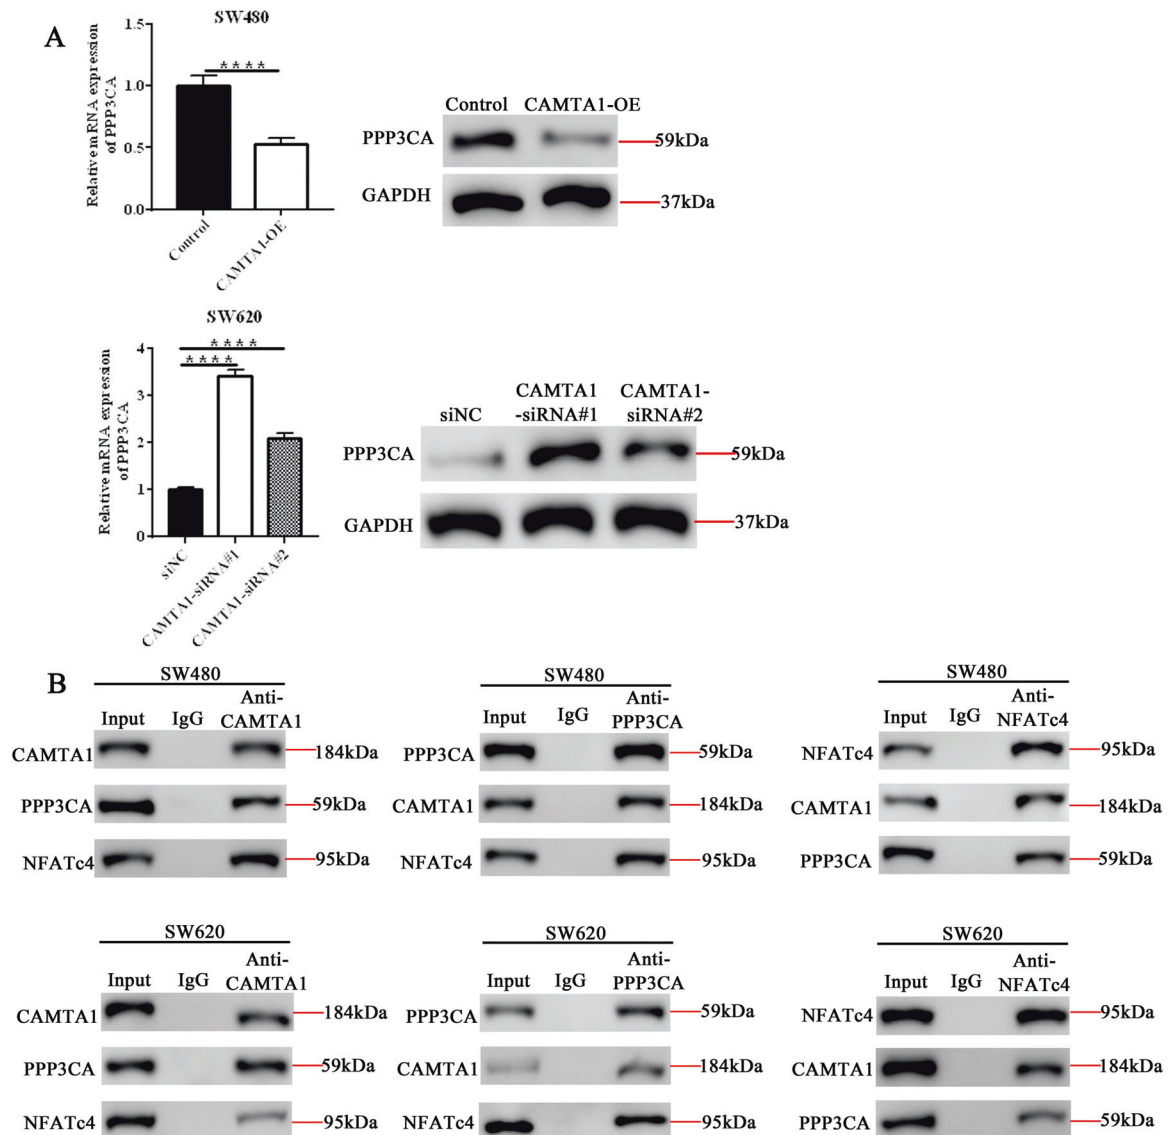 A
SW480
Relative mRNA expression
of PPP3CA
1.5
1.0
0.5
0.0
****
Control
CAMTA1-OE
Control CAMTA1-OE
PPP3CA
59kDa
GAPDH
37kDa
SW620
Relative mRNA expression
of PPP3CA
4
3
2
1
0
****
****
siNC
CAMTA1-siRNA#1
CAMTA1-siRNA#2
siNC
CAMTA1
-siRNA#1
CAMTA1-
siRNA#2
PPP3CA
59kDa
GAPDH
37kDa
B
SW480
Input IgG Anti-
CAMTA1
CAMTA1 184kDa
PPP3CA 59kDa
NFATc4 95kDa
SW480
Input IgG Anti-
PPP3CA
PPP3CA 59kDa
CAMTA1 184kDa
NFATc4 95kDa
SW480
Input IgG Anti-
NFATc4
NFATc4 95kDa
CAMTA1 184kDa
PPP3CA 59kDa
SW620
Input IgG Anti-
CAMTA1
CAMTA1 184kDa
PPP3CA 59kDa
NFATc4 95kDa
SW620
Input IgG Anti-
PPP3CA
PPP3CA 59kDa
CAMTA1 184kDa
NFATc4 95kDa
SW620
Input IgG Anti-
NFATc4
NFATc4 95kDa
CAMTA1 184kDa
PPP3CA 59kDa